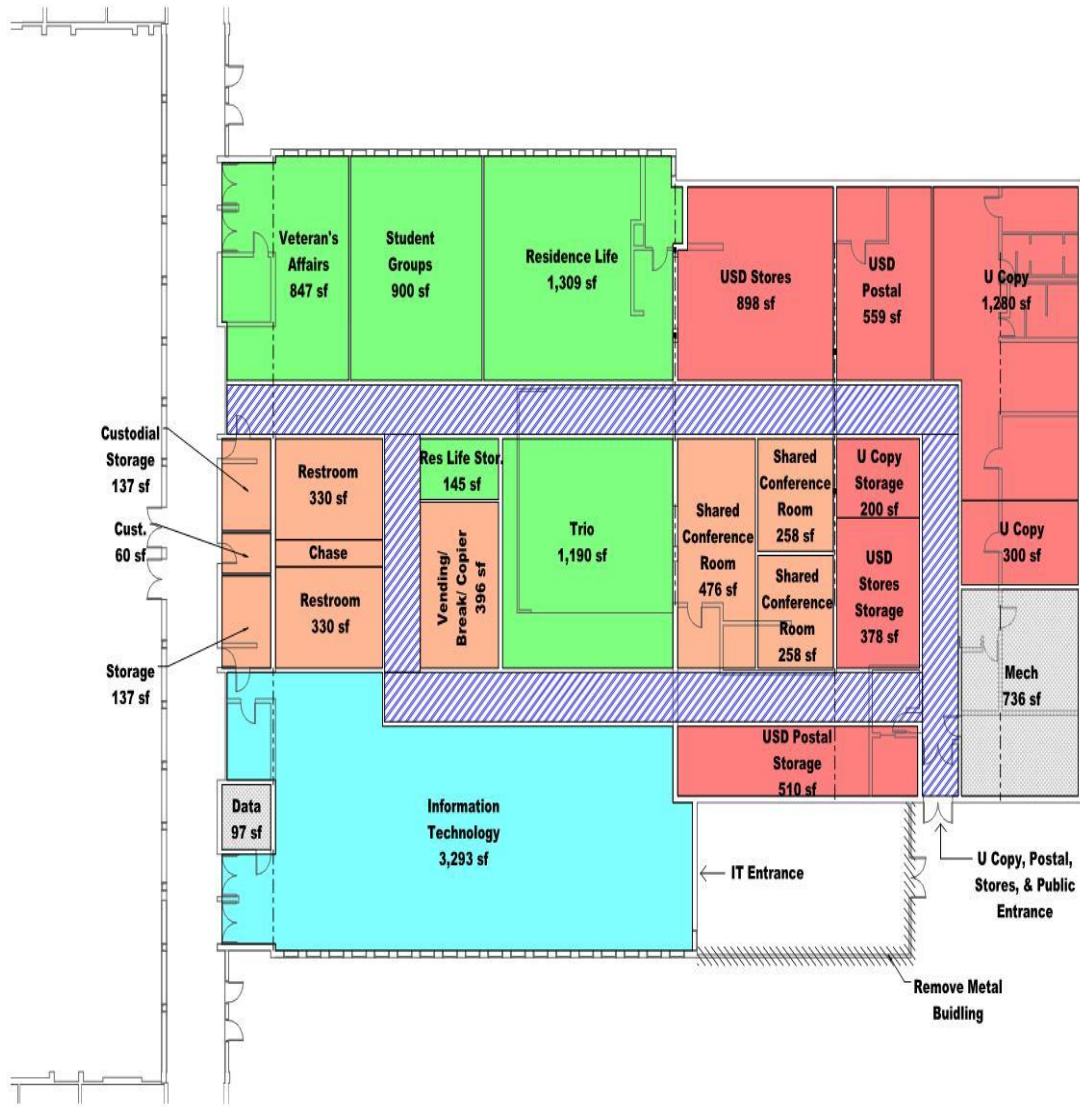 Veteran's
Affairs
847 sf
Student
Groups
900 sf
Residence Life
1,309 sf
USD Stores
898 sf
USD
Postal
559 sf
U Copy
1,280 sf
Custodial
Storage
137 sf
Cust.
60 sf
Storage
137 sf
Restroom
330 sf
Chase
Restroom
330 sf
Res Life Stor.
145 sf
Vending/
Break/ Copier
396 sf
Trio
1,190 sf
Shared
Conference
Room
476 sf
Shared
Conference
Room
258 sf
Shared
Conference
Room
258 sf
U Copy
Storage
200 sf
USD
Stores
Storage
378 sf
U Copy
300 sf
Mech
736 sf
USD Postal
Storage
510 sf
Data
97 sf
Information
Technology
3,293 sf
IT Entrance
U Copy, Postal,
Stores, & Public
Entrance
Remove Metal
Buidling